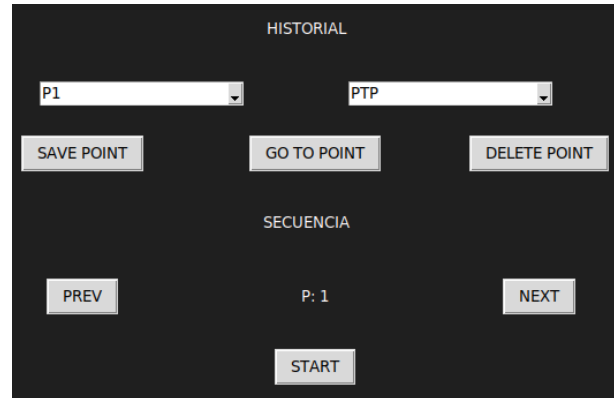 HISTORIAL
P1 PTP
SAVE POINT GO TO POINT DELETE POINT
SECUENCIA
PREV P: 1 NEXT
START